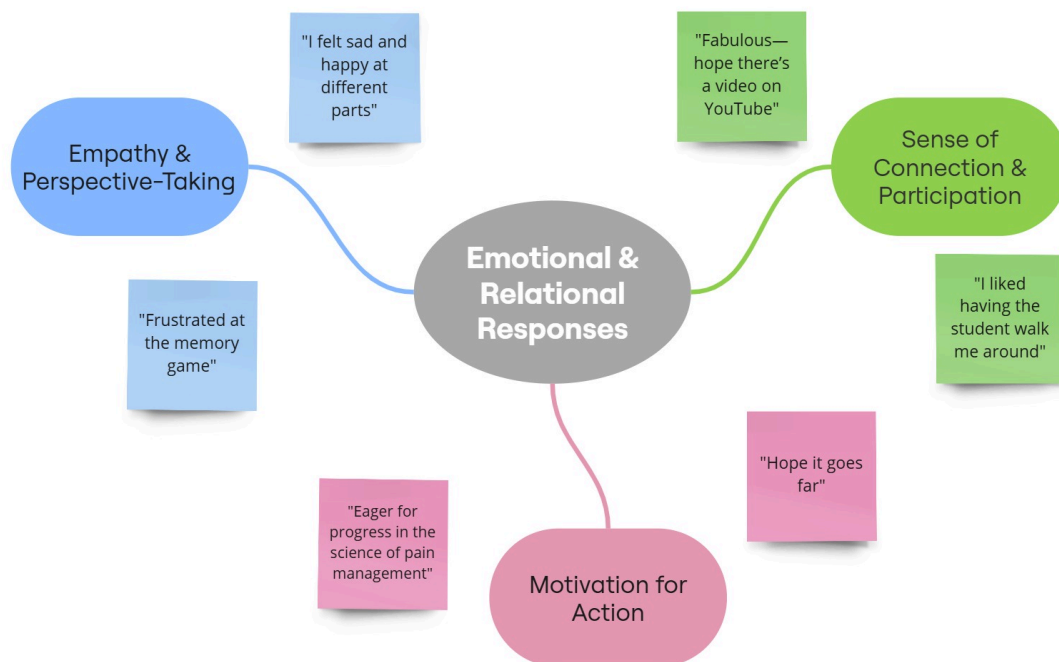 "I felt sad and
happy at
different
parts"
"Fabulous—
hope there’s
a video on
YouTube"
Empathy &
Perspective-Taking
Sense of
Connection &
Participation
Emotional &
Relational
Responses
"Frustrated at
the memory
game"
"I liked
having the
student walk
me around"
"Eager for
progress in the
science of pain
management"
"Hope it goes
far"
Motivation for
Action